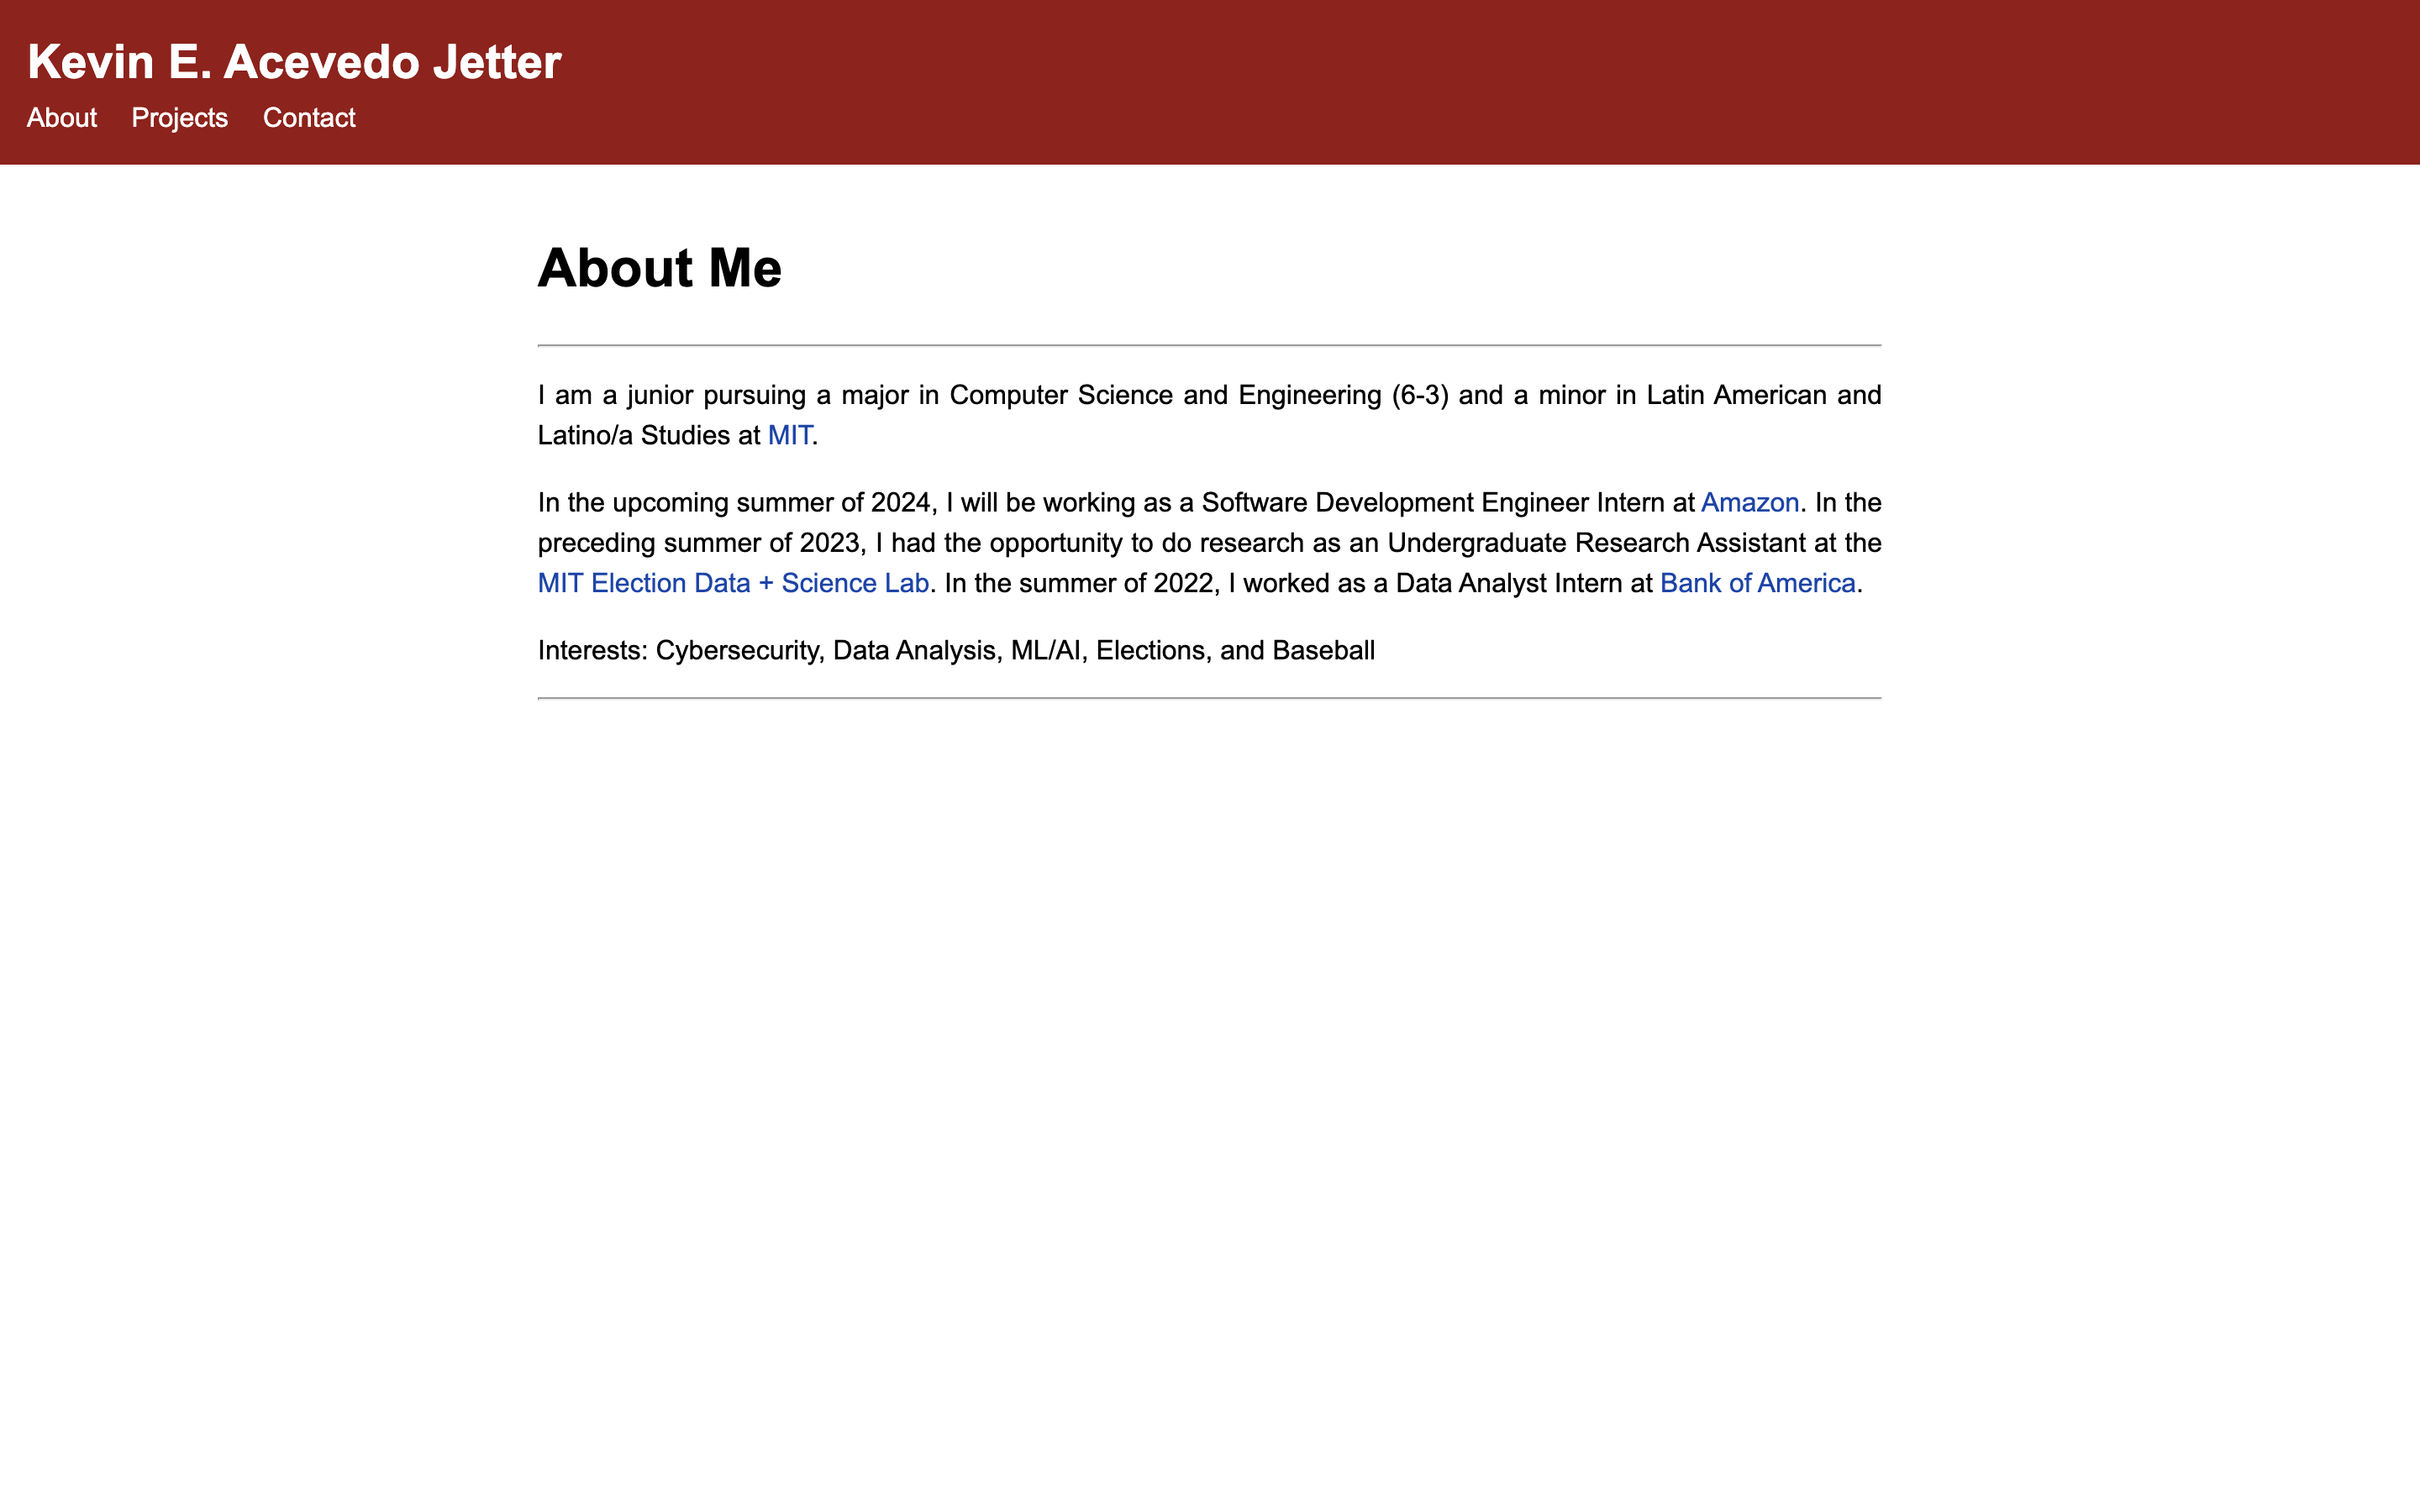 Kevin E. Acevedo Jetter
About Projects Contact
About Me
I am a junior pursuing a major in Computer Science and Engineering (6-3) and a minor in Latin American and
Latino/a Studies at MIT.
In the upcoming summer of 2024, I will be working as a Software Development Engineer Intern at Amazon. In the
preceding summer of 2023, I had the opportunity to do research as an Undergraduate Research Assistant at the
MIT Election Data + Science Lab. In the summer of 2022, I worked as a Data Analyst Intern at Bank of America.
Interests: Cybersecurity, Data Analysis, ML/AI, Elections, and Baseball